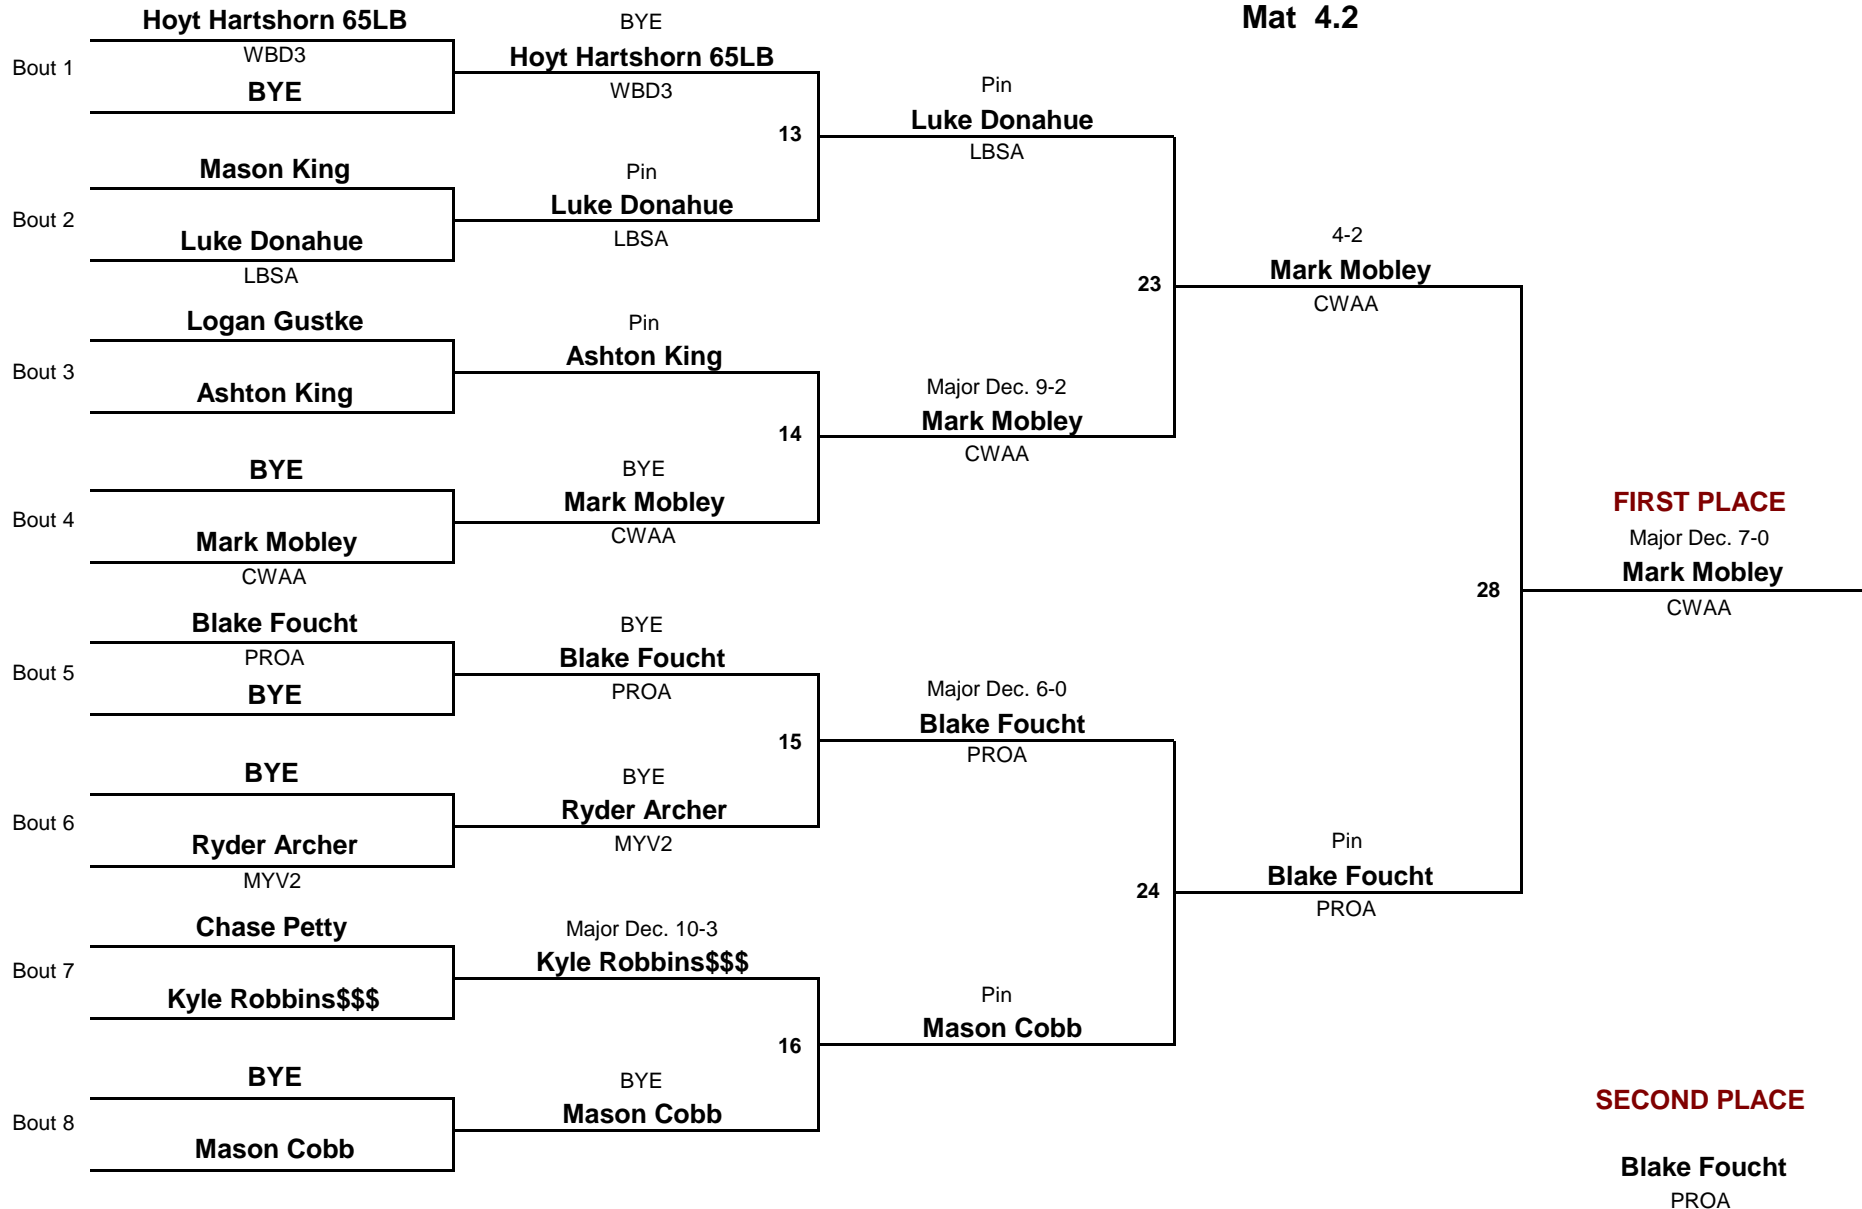 Mat 4.2
Hoyt Hartshorn 65LB
WBD3
Bout 1
BYE
Mason King
Bout 2
Luke Donahue
LBSA
Logan Gustke
Bout 3
Ashton King
BYE
Bout 4
Mark Mobley
CWAA
Blake Foucht
PROA
Bout 5
BYE
BYE
Bout 6
Ryder Archer
MYV2
Chase Petty
Bout 7
Kyle Robbins$$$
BYE
Bout 8
Mason Cobb
BYE
Hoyt Hartshorn 65LB
WBD3
13
Pin
Luke Donahue
LBSA
Pin
Ashton King
14
BYE
Mark Mobley
CWAA
BYE
Blake Foucht
PROA
15
BYE
Ryder Archer
MYV2
Major Dec. 10-3
Kyle Robbins$$$
16
BYE
Mason Cobb
Pin
Luke Donahue
LBSA
23
Major Dec. 9-2
Mark Mobley
CWAA
Major Dec. 6-0
Blake Foucht
PROA
24
Pin
Mason Cobb
4-2
Mark Mobley
CWAA
28
Pin
Blake Foucht
PROA
FIRST PLACE
Major Dec. 7-0
Mark Mobley
CWAA
SECOND PLACE
Blake Foucht
PROA